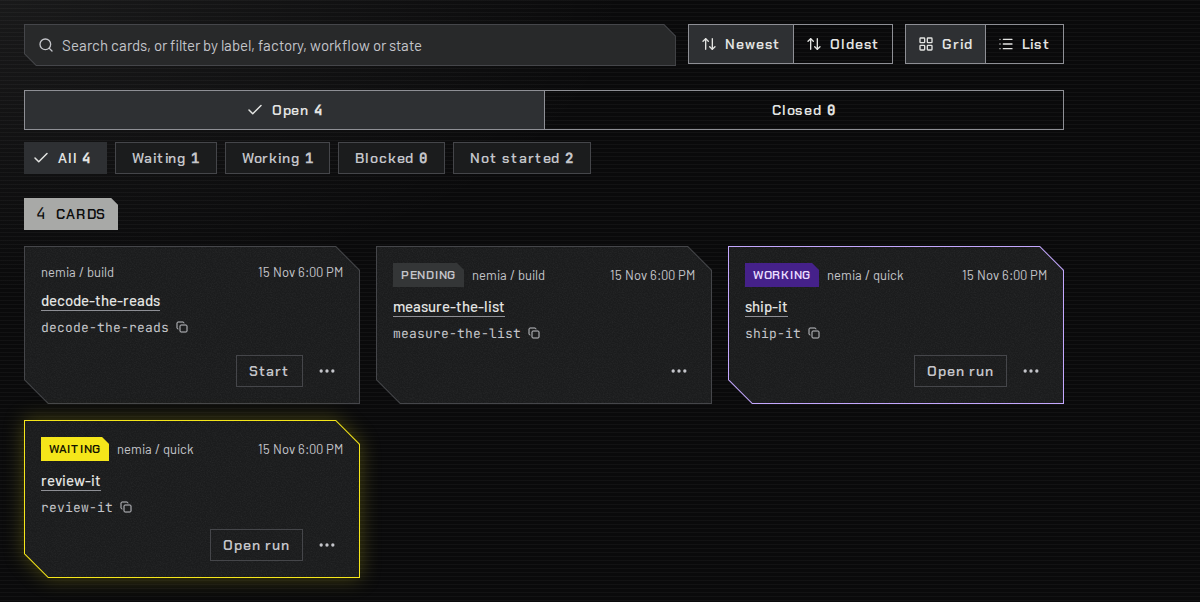 Search cards, or filter by label, factory, workflow or state
Newest
Oldest
Grid
List
Open 4
Closed 0
All 4
Waiting 1
Working 1
Blocked 0
Not started 2
4 CARDS
nemia / build
15 Nov 6:00 PM
decode-the-reads
decode-the-reads
Start
PENDING
nemia / build
15 Nov 6:00 PM
measure-the-list
measure-the-list
WORKING
nemia / quick
15 Nov 6:00 PM
ship-it
ship-it
Open run
WAITING
nemia / quick
15 Nov 6:00 PM
review-it
review-it
Open run